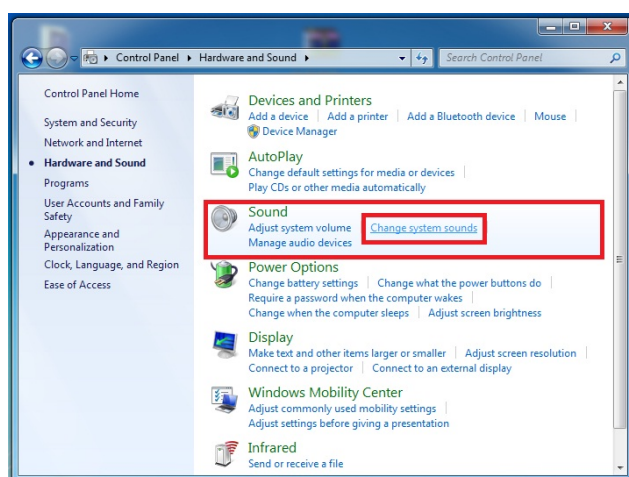 Control Panel Hardware and Sound Search Control Panel
Control Panel Home
System and Security
Network and Internet
Hardware and Sound
Programs
User Accounts and Family
Safety
Appearance and
Personalization
Clock, Language, and Region
Ease of Access
Devices and Printers
Add a device Add a printer Add a Bluetooth device Mouse
Device Manager
AutoPlay
Change default settings for media or devices
Play CDs or other media automatically
Sound
Adjust system volume Change system sounds
Manage audio devices
Power Options
Change battery settings Change what the power buttons do
Require a password when the computer wakes
Change when the computer sleeps Adjust screen brightness
Display
Make text and other items larger or smaller Adjust screen resolution
Connect to a projector Connect to an external display
Windows Mobility Center
Adjust commonly used mobility settings
Adjust settings before giving a presentation
Infrared
Send or receive a file